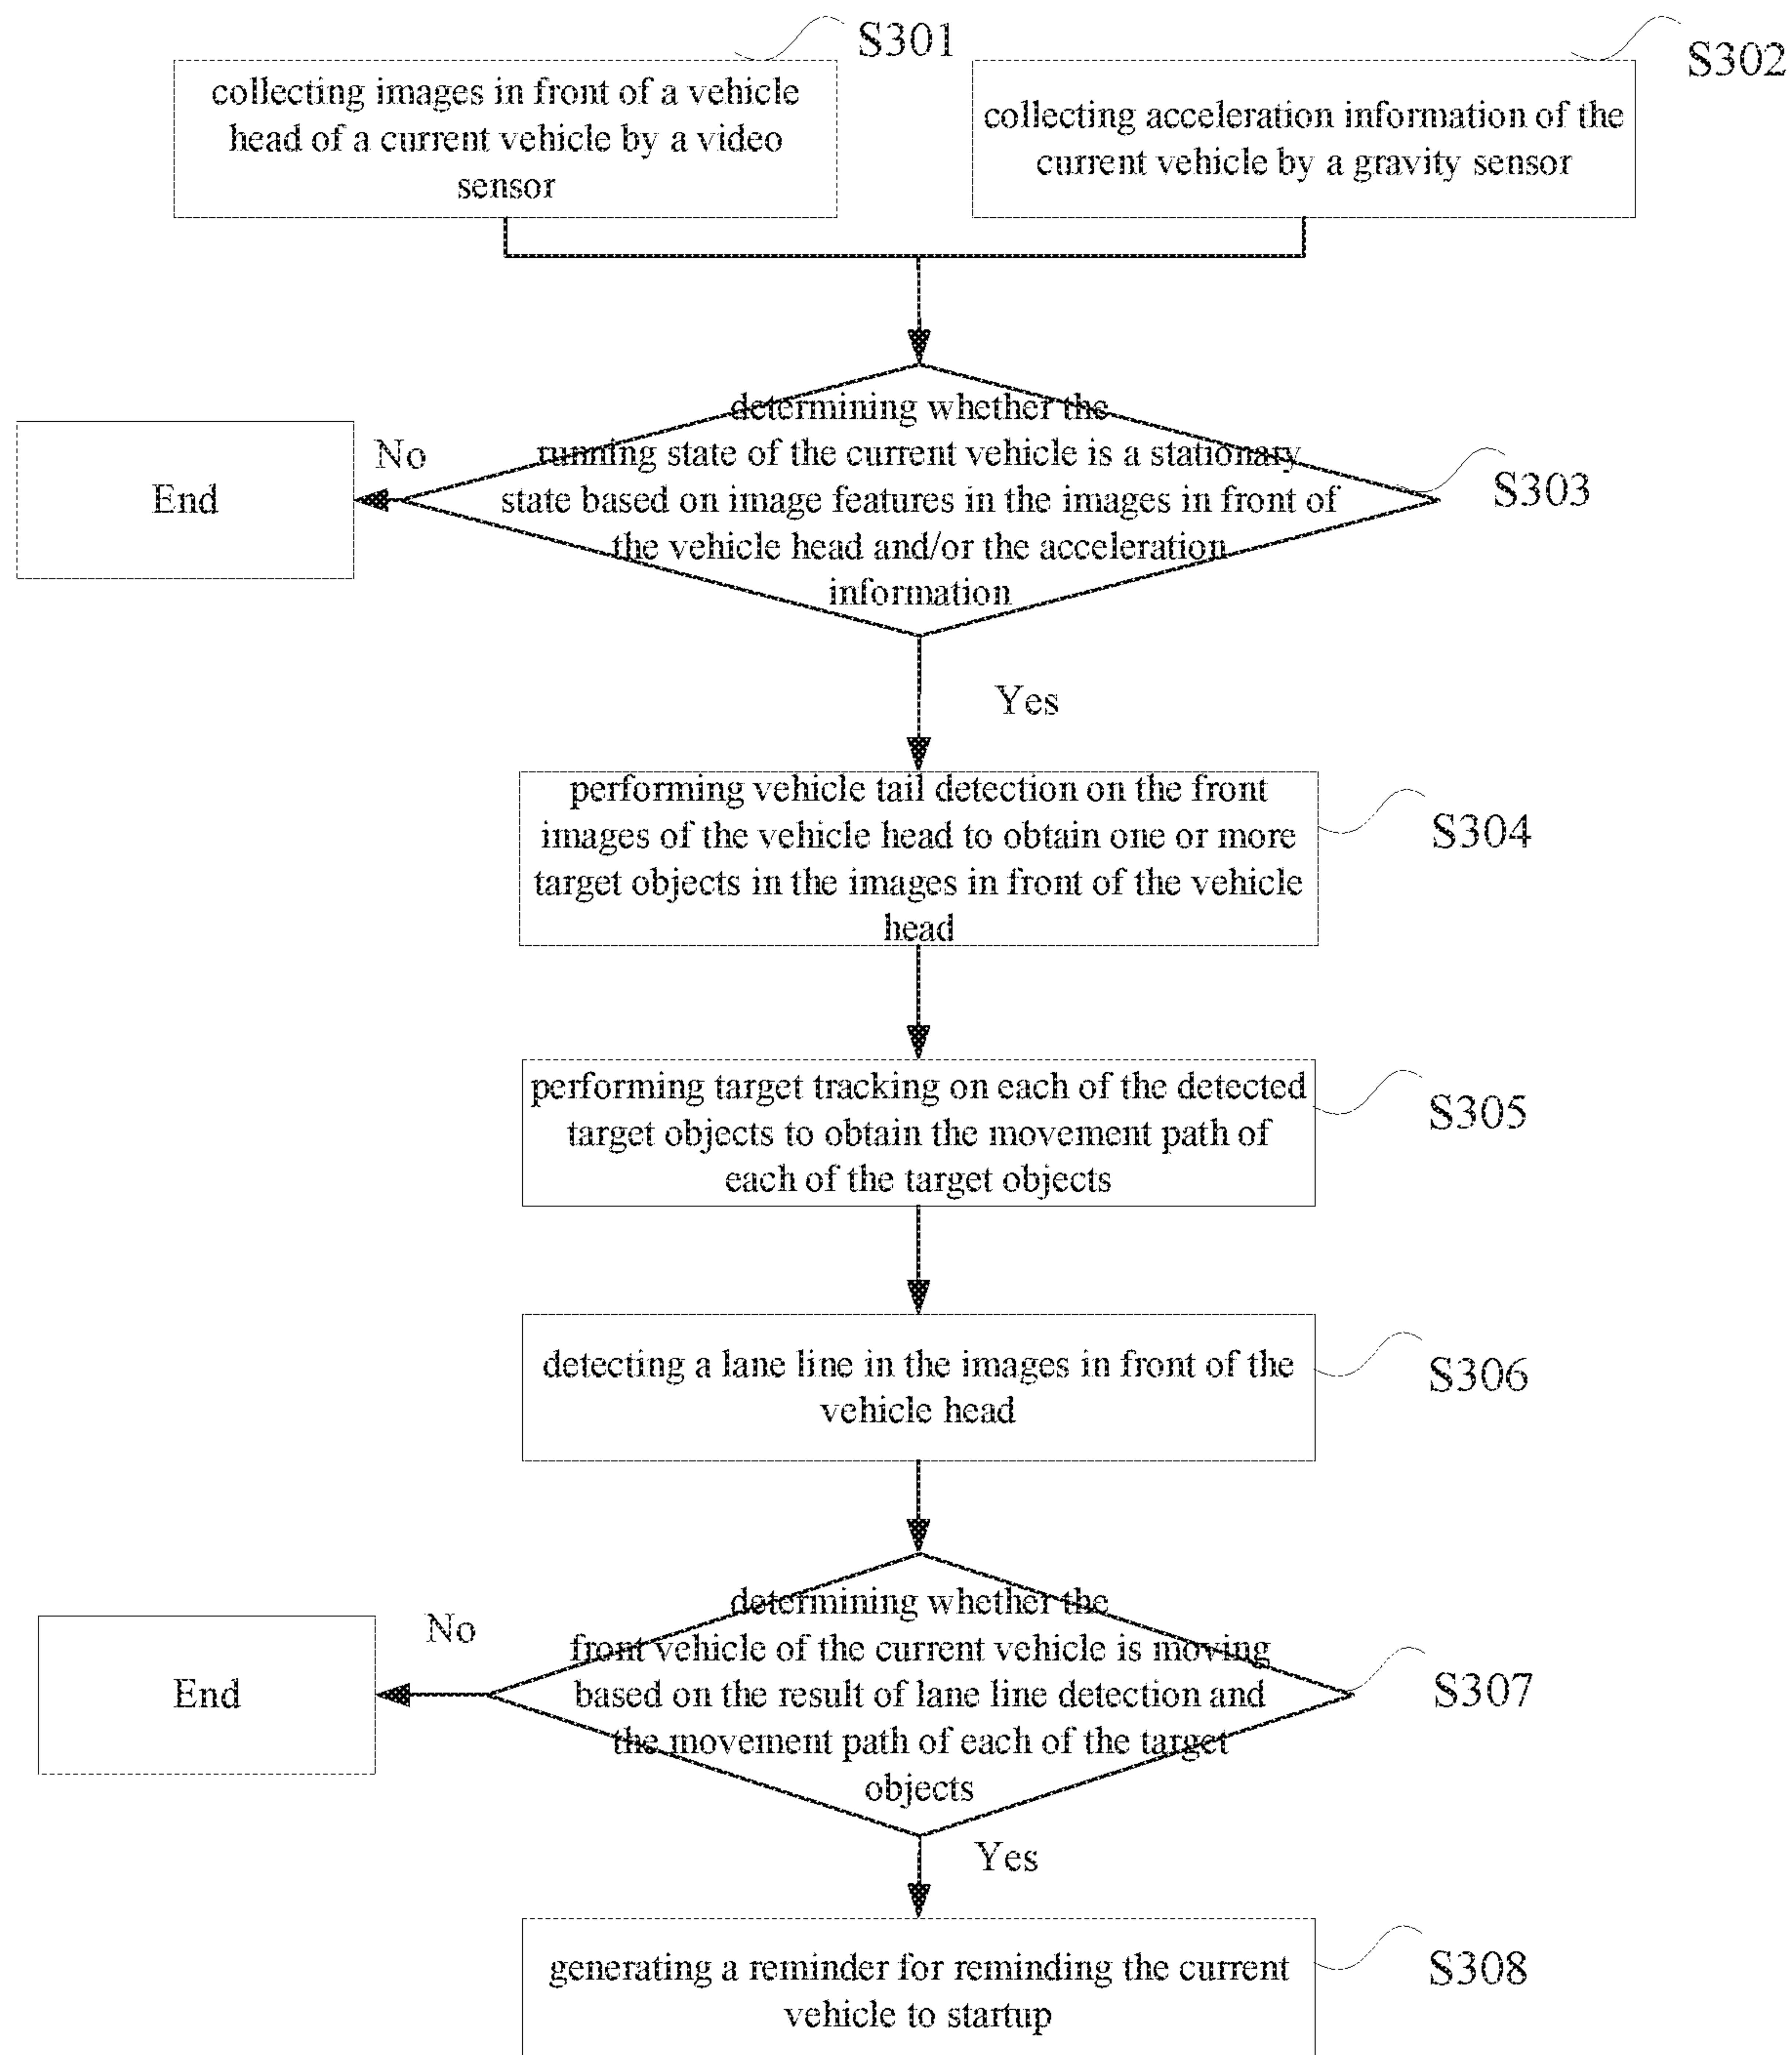 S301
collecting images in front of a vehicle
head of a current vehicle by a video
sensor
S302
collecting acceleration information of the
current vehicle by a gravity sensor
determining whether the
running state of the current vehicle is a stationary
state based on image features in the images in front of
the vehicle head and/or the acceleration
information
S303
No
End
Yes
performing vehicle tail detection on the front
images of the vehicle head to obtain one or more
target objects in the images in front of the vehicle
head
S304
performing target tracking on each of the detected
target objects to obtain the movement path of
each of the target objects
S305
detecting a lane line in the images in front of the
vehicle head
S306
determining whether the
front vehicle of the current vehicle is moving
based on the result of lane line detection and
the movement path of each of the target
objects
S307
No
End
Yes
generating a reminder for reminding the current
vehicle to startup
S308